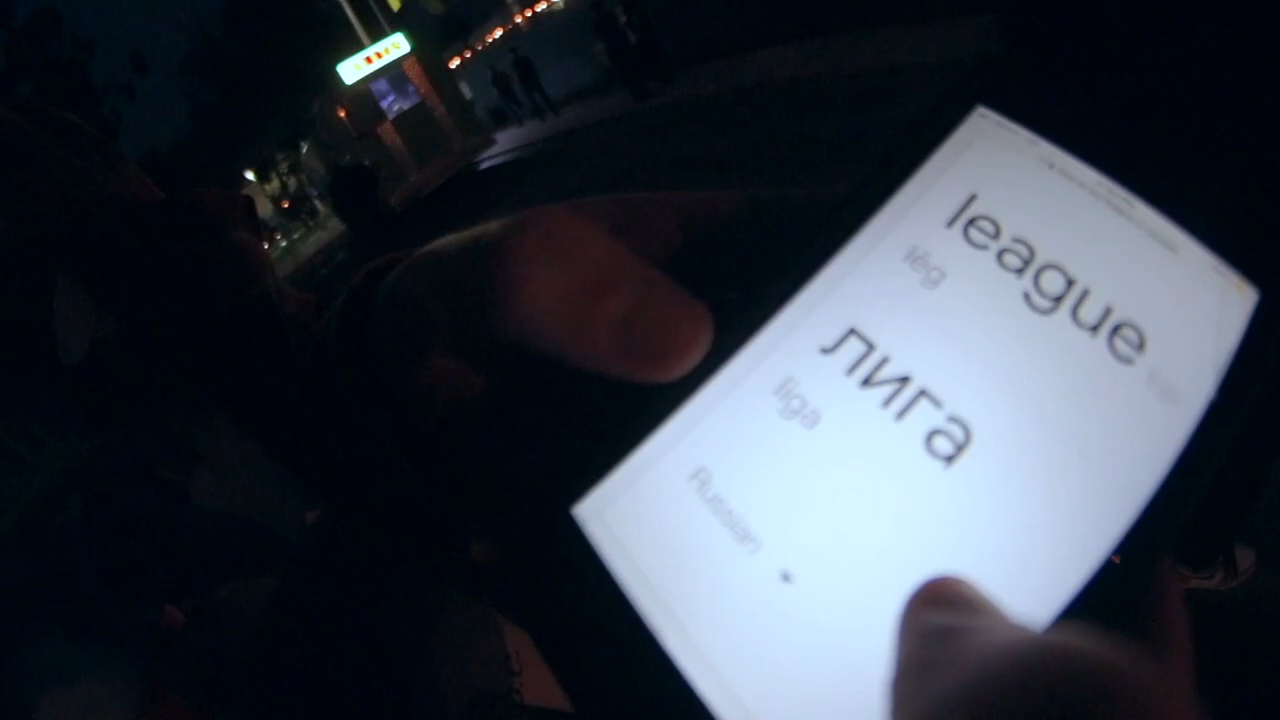 league
lēg
лига
liga
Russian